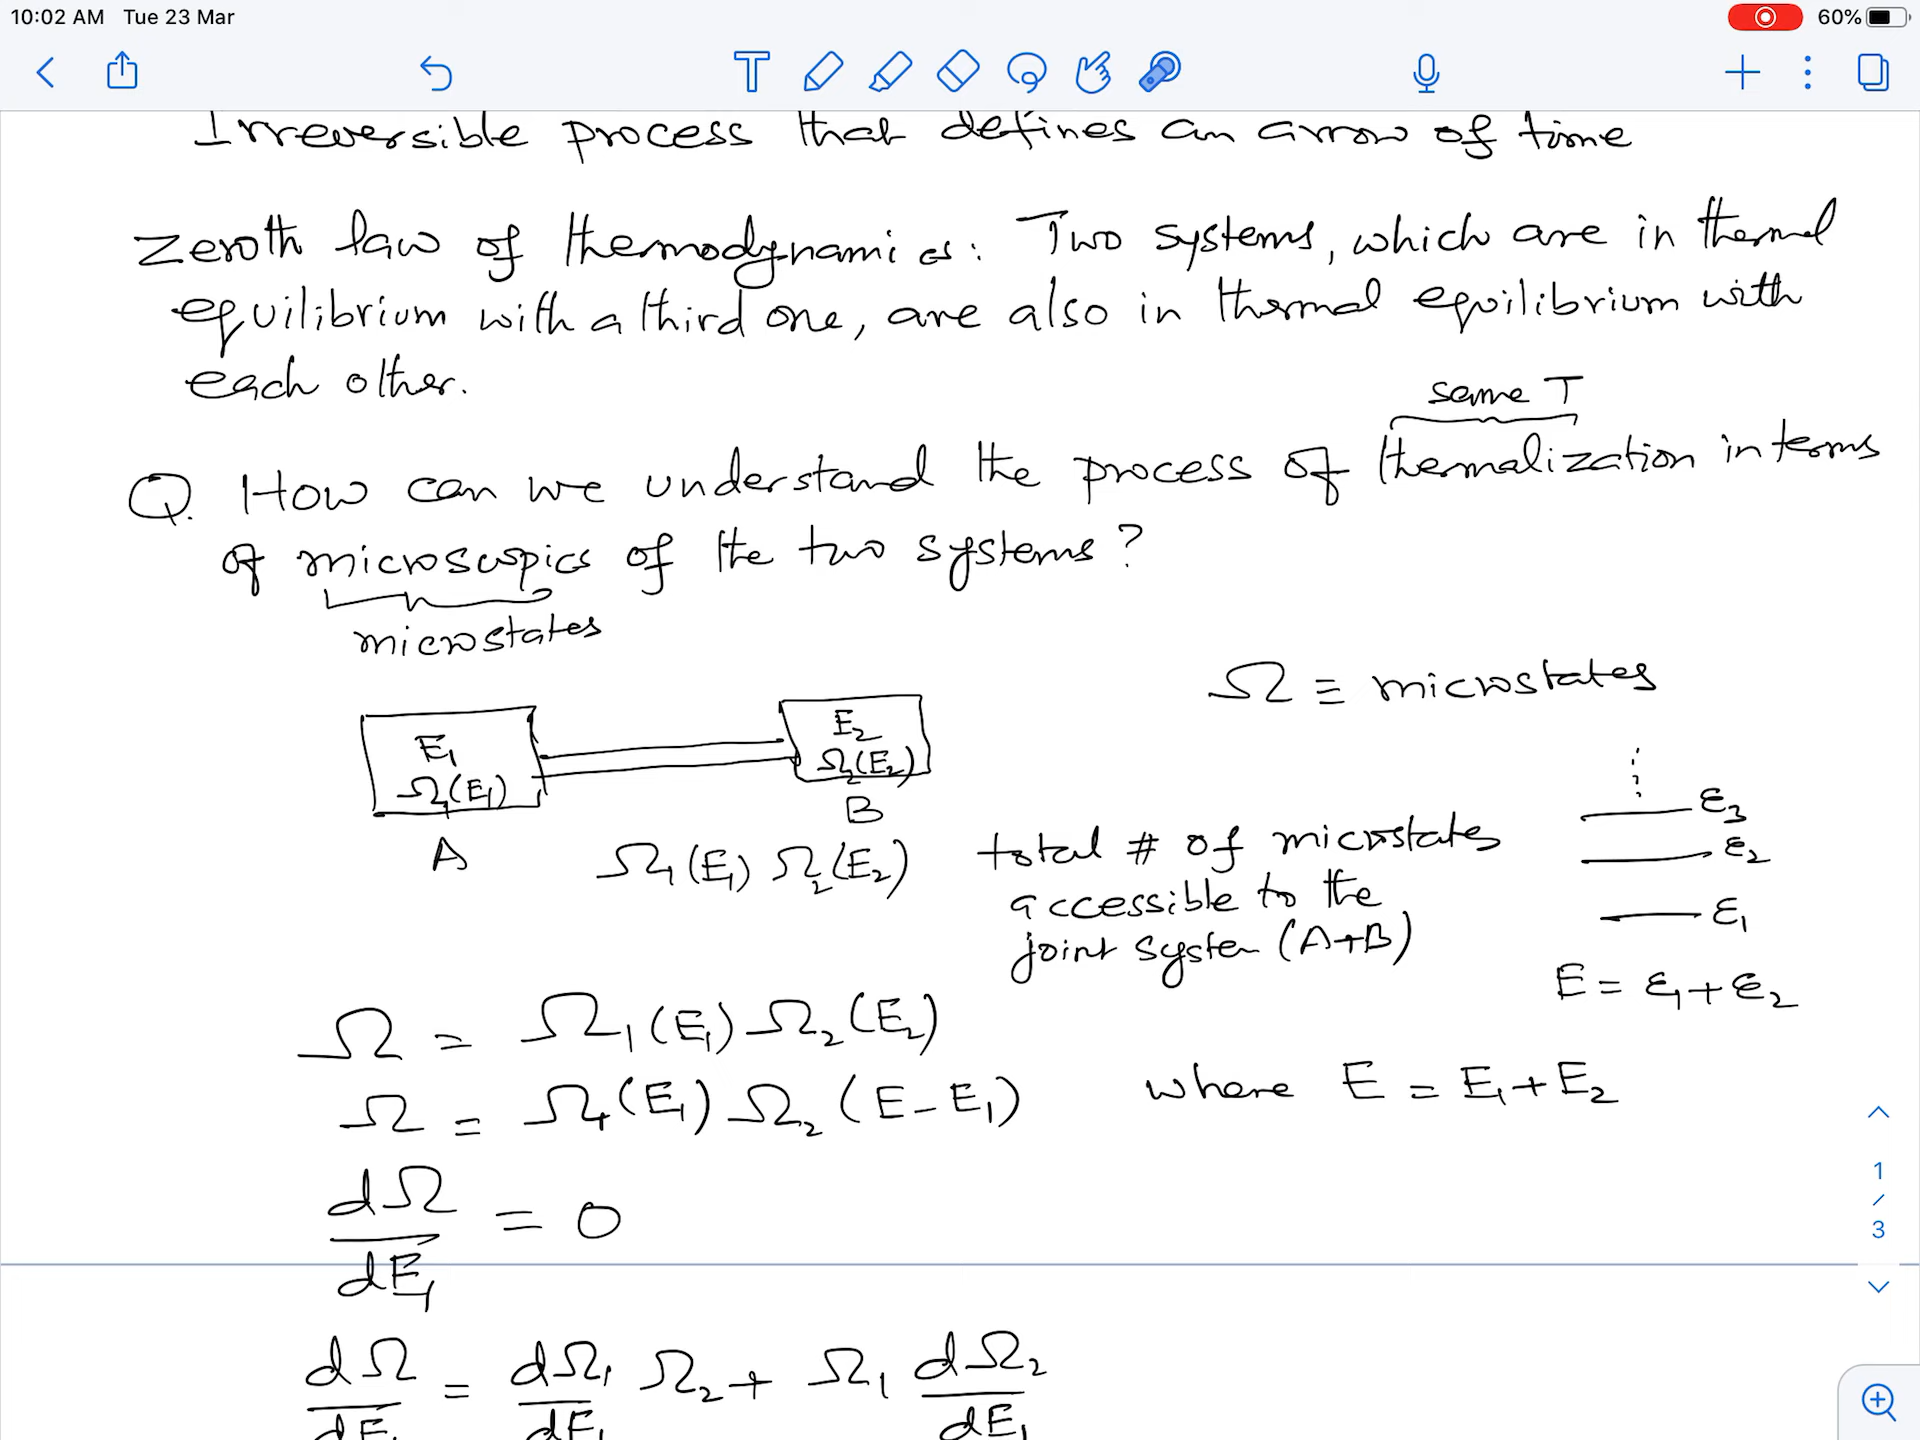 10:02 AM Tue 23 Mar
60%
T
Irreversible process that defines an arrow of time
Zeroth law of thermodynamics: Two systems, which are in thermal
equilibrium with a third one, are also in thermal equilibrium with
each other.
same T
Q. How can we understand the process of thermalization in terms
of microscopics of the two systems?
microstates
Ω ≡ microstates
E₁
Ω₁(E₁)
A
E₂
Ω₂(E₂)
B
Ω₁(E₁) Ω₂(E₂)
total # of microstates
accessible to the
joint system (A+B)
ε₃
ε₂
ε₁
E = ε₁ + ε₂
Ω = Ω₁(E₁) Ω₂(E₂)
Ω = Ω₁(E₁) Ω₂(E-E₁) where E = E₁+E₂
dΩ/dE₁ = 0
dΩ/dE₁ = dΩ₁/dE₁ Ω₂ + Ω₁ dΩ₂/dE₁
1
/
3